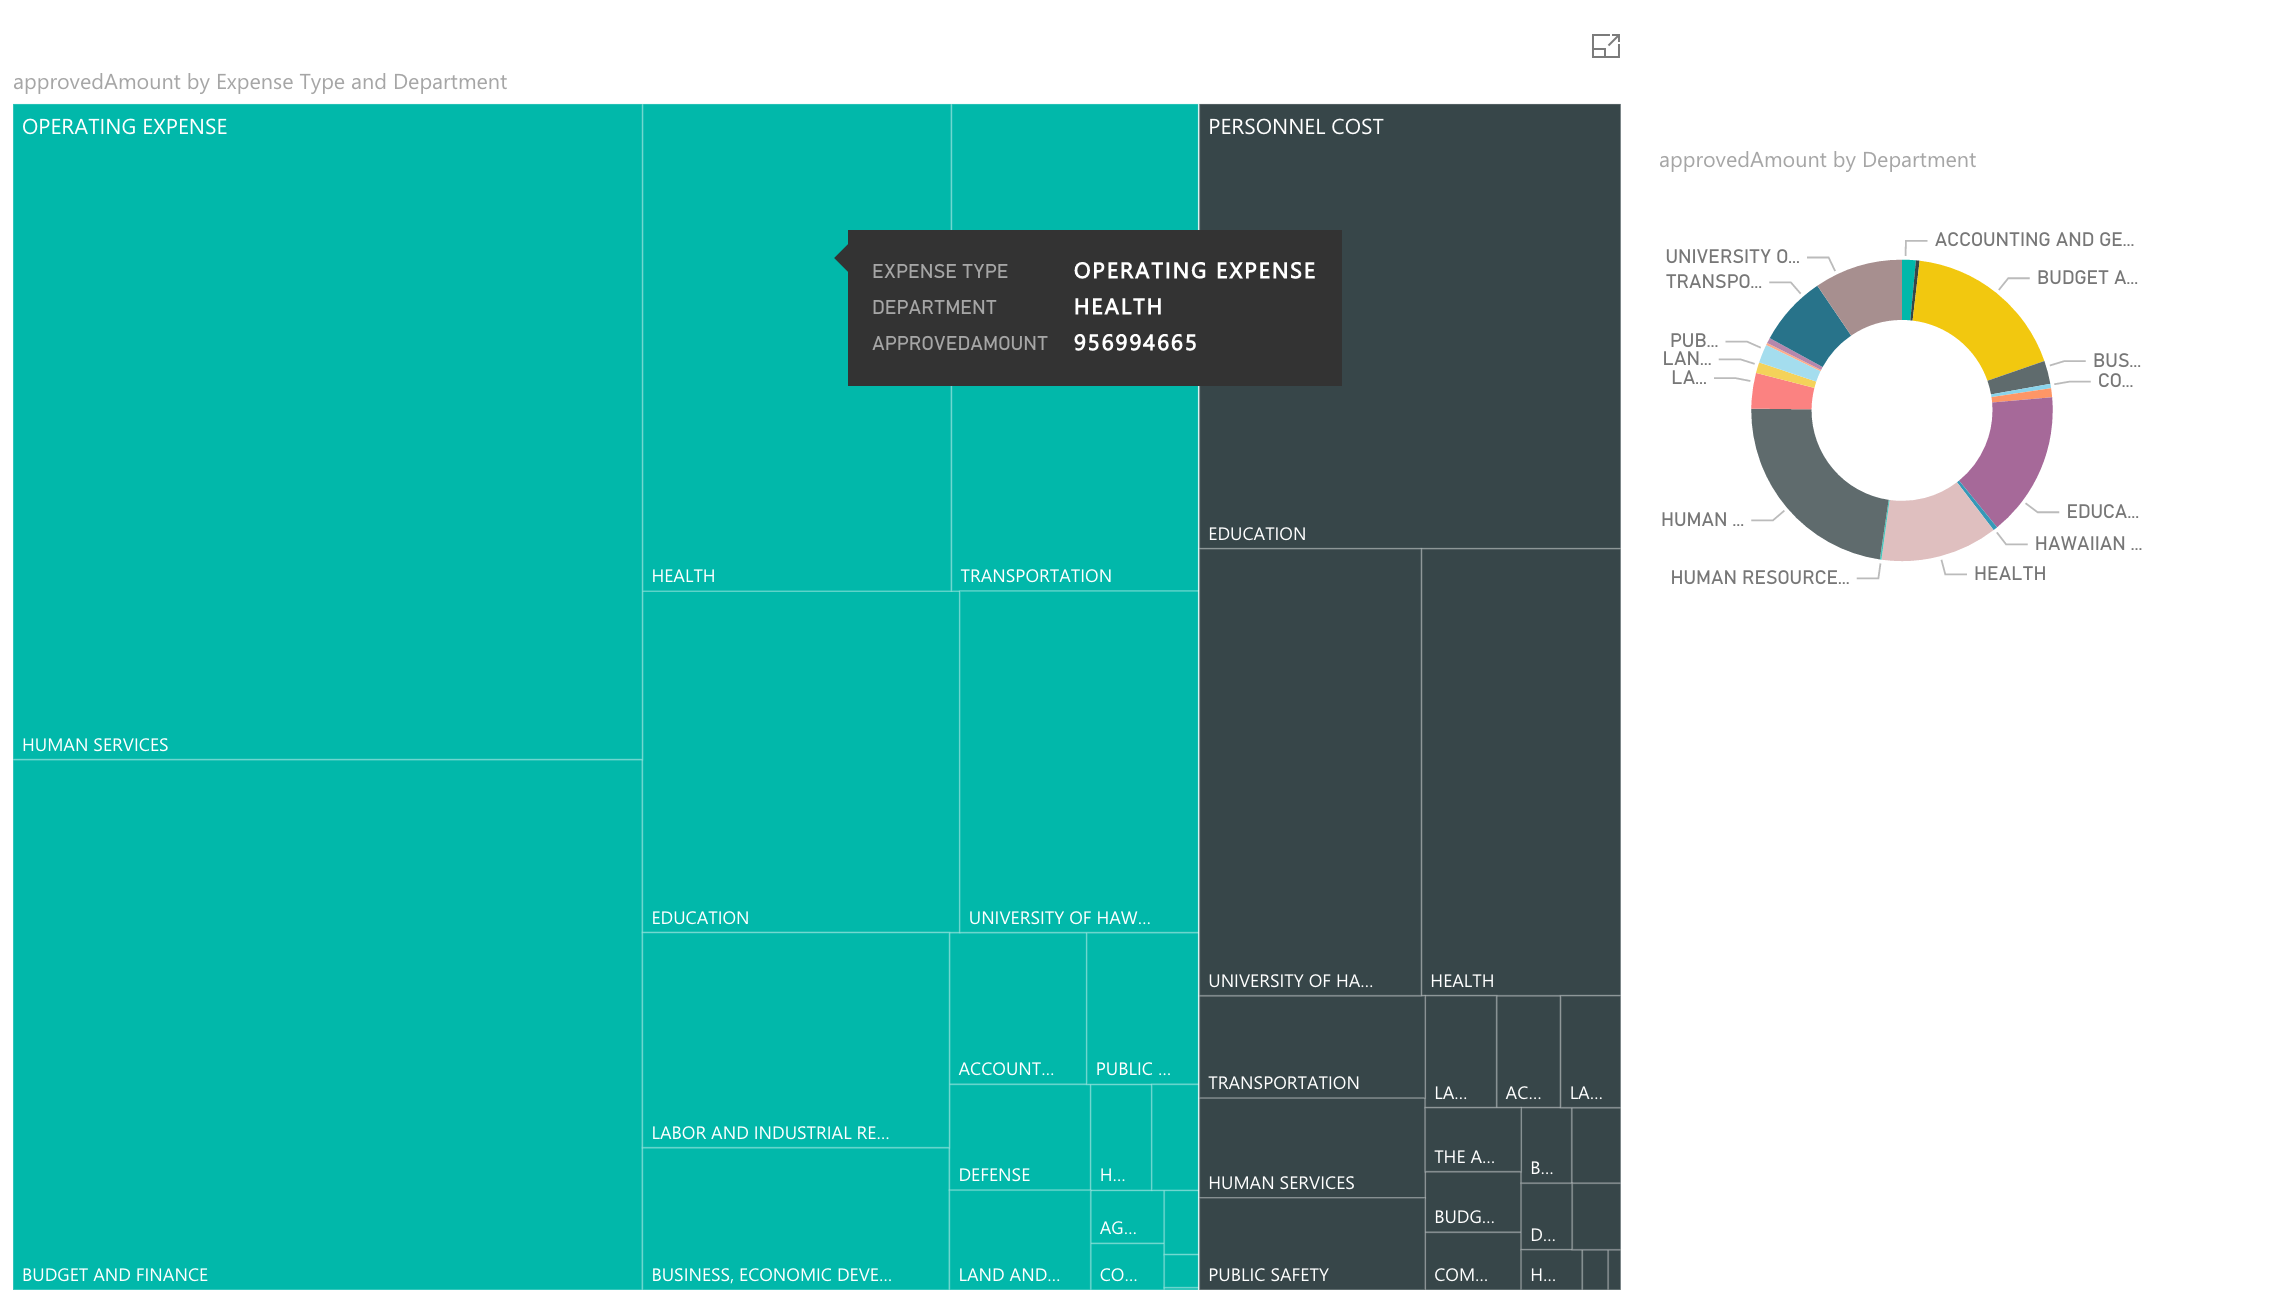 approvedAmount by Expense Type and Department
OPERATING EXPENSE
PERSONNEL COST
EXPENSE TYPE OPERATING EXPENSE
DEPARTMENT HEALTH
APPROVEDAMOUNT 956994665
HEALTH
TRANSPORTATION
EDUCATION
HUMAN SERVICES
EDUCATION
UNIVERSITY OF HAW...
UNIVERSITY OF HA...
HEALTH
ACCOUNT...
PUBLIC ...
LABOR AND INDUSTRIAL RE...
DEFENSE
H...
AG...
BUDGET AND FINANCE
BUSINESS, ECONOMIC DEVE...
LAND AND...
CO...
TRANSPORTATION
LA...
AC...
LA...
HUMAN SERVICES
THE A...
B...
BUDG...
D...
PUBLIC SAFETY
COM...
H...
approvedAmount by Department
ACCOUNTING AND GE...
BUDGET A...
BUS...
CO...
EDUCA...
HAWAIIAN ...
HEALTH
HUMAN RESOURCE...
HUMAN ...
LA...
LAN...
PUB...
TRANSPO...
UNIVERSITY O...